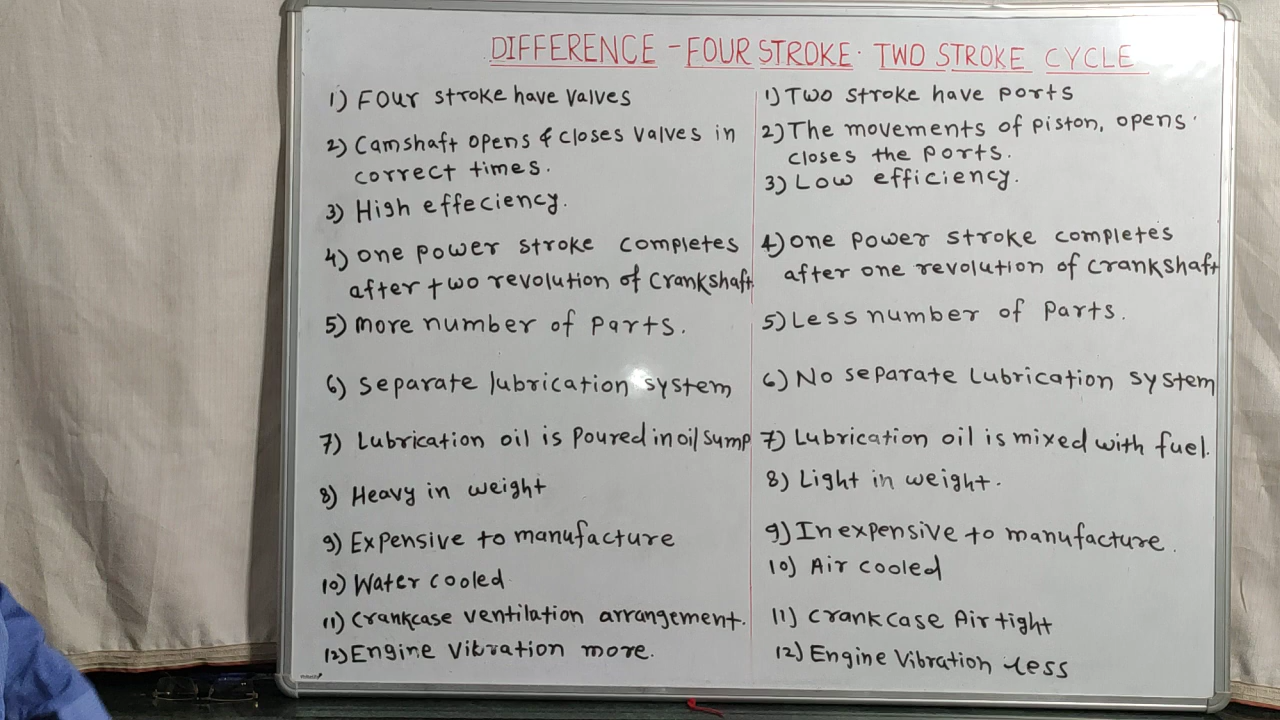 DIFFERENCE - FOUR STROKE · TWO STROKE CYCLE
1) Four stroke have valves
2) Camshaft opens & closes valves in
correct times.
3) High effeciency.
4) one power stroke completes
after two revolution of crankshaft.
5) more number of parts.
6) separate lubrication system
7) Lubrication oil is poured in oil sump
8) Heavy in weight
9) Expensive to manufacture
10) Water cooled
11) crankcase ventilation arrangement.
12) Engine vibration more.
1) Two stroke have ports
2) The movements of piston, opens
closes the ports.
3) Low efficiency.
4) one power stroke completes
after one revolution of crankshaft
5) Less number of parts.
6) No separate Lubrication system
7) Lubrication oil is mixed with fuel.
8) Light in weight.
9) Inexpensive to manufacture.
10) Air cooled
11) crankcase Air tight
12) Engine Vibration less